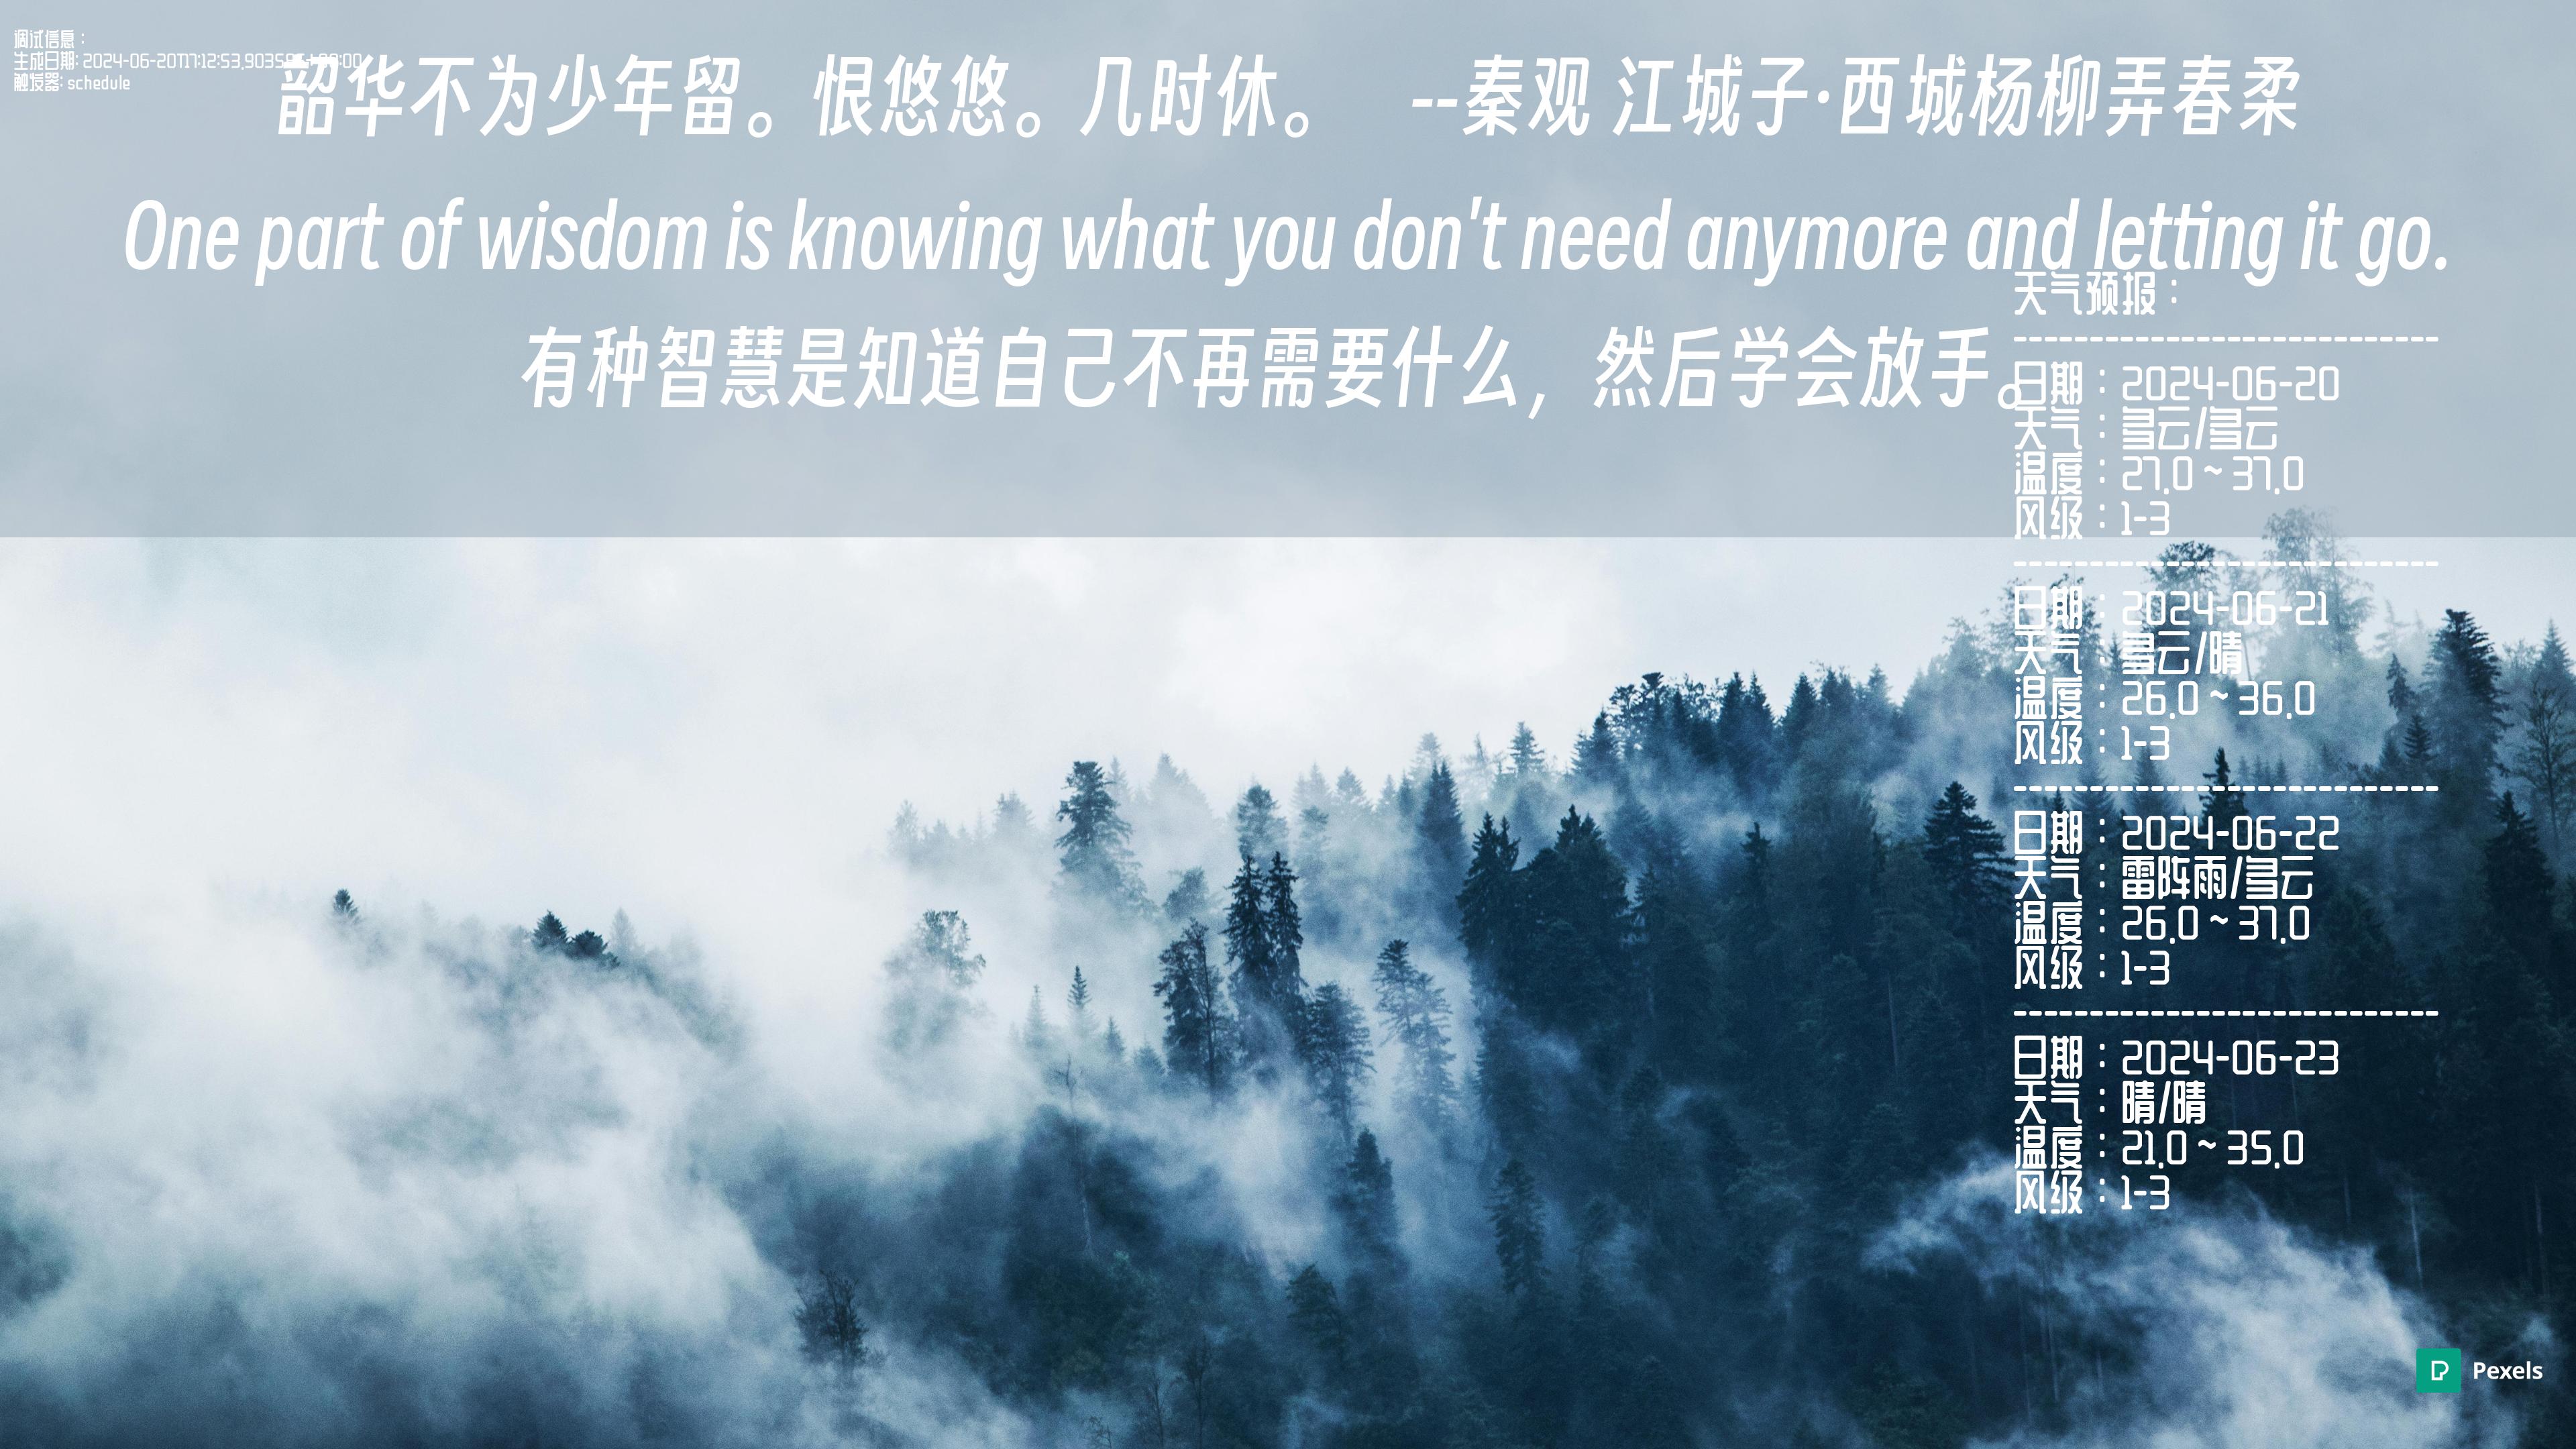 调试信息：
生成日期: 2024-06-20T17:12:53.903585+00:00
触发器: schedule
韶华不为少年留。恨悠悠。几时休。 --秦观 江城子·西城杨柳弄春柔
One part of wisdom is knowing what you don't need anymore and letting it go.
有种智慧是知道自己不再需要什么，然后学会放手。
天气预报：
------------------------------
日期：2024-06-20
天气：多云/多云
温度：27.0 ~ 37.0
风级：1-3
------------------------------
日期：2024-06-21
天气：多云/晴
温度：26.0 ~ 36.0
风级：1-3
------------------------------
日期：2024-06-22
天气：雷阵雨/多云
温度：26.0 ~ 37.0
风级：1-3
------------------------------
日期：2024-06-23
天气：晴/晴
温度：21.0 ~ 35.0
风级：1-3
Pexels